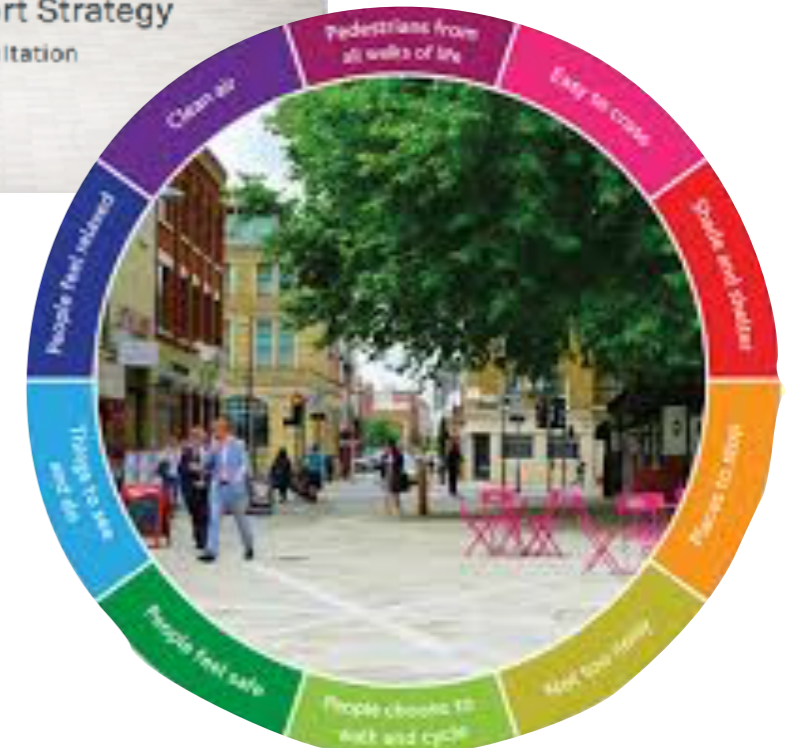 rt Strategy
ltation
Pedestrians from
all walks of life
Easy to cross
Shade and shelter
Places to stop
Not too noisy
People choose to
walk and cycle
People feel safe
Things to see
and do
People feel relaxed
Clean air